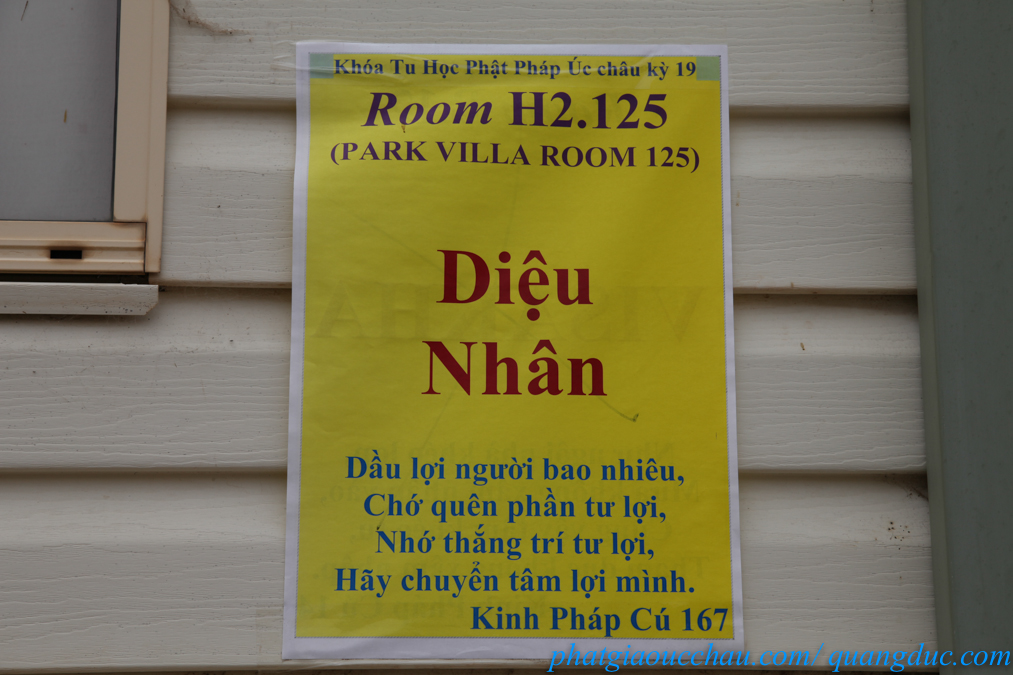 Khóa Tu Học Phật Pháp Úc châu kỳ 19
Room H2.125
(PARK VILLA ROOM 125)
Diệu
Nhân
Dầu lợi người bao nhiêu,
Chớ quên phần tư lợi,
Nhớ thắng trí tư lợi,
Hãy chuyển tâm lợi mình.
Kinh Pháp Cú 167
phatgiaoucchau.com/ quangduc.com